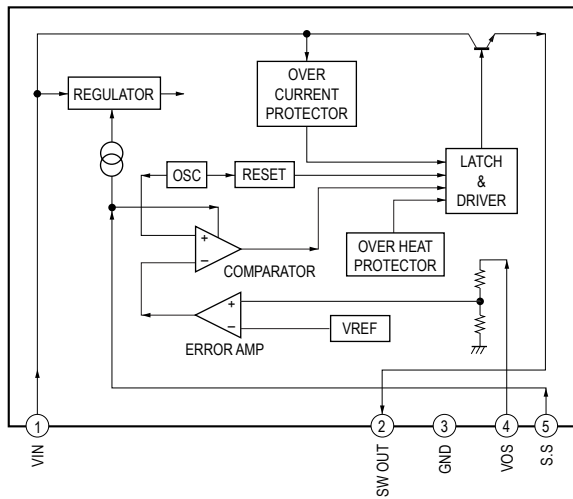 OVER
CURRENT
PROTECTOR
REGULATOR
OSC
RESET
LATCH
&
DRIVER
+
−
COMPARATOR
OVER HEAT
PROTECTOR
+
−
VREF
ERROR AMP
1
2
3
4
5
VIN
SW OUT
GND
VOS
S.S